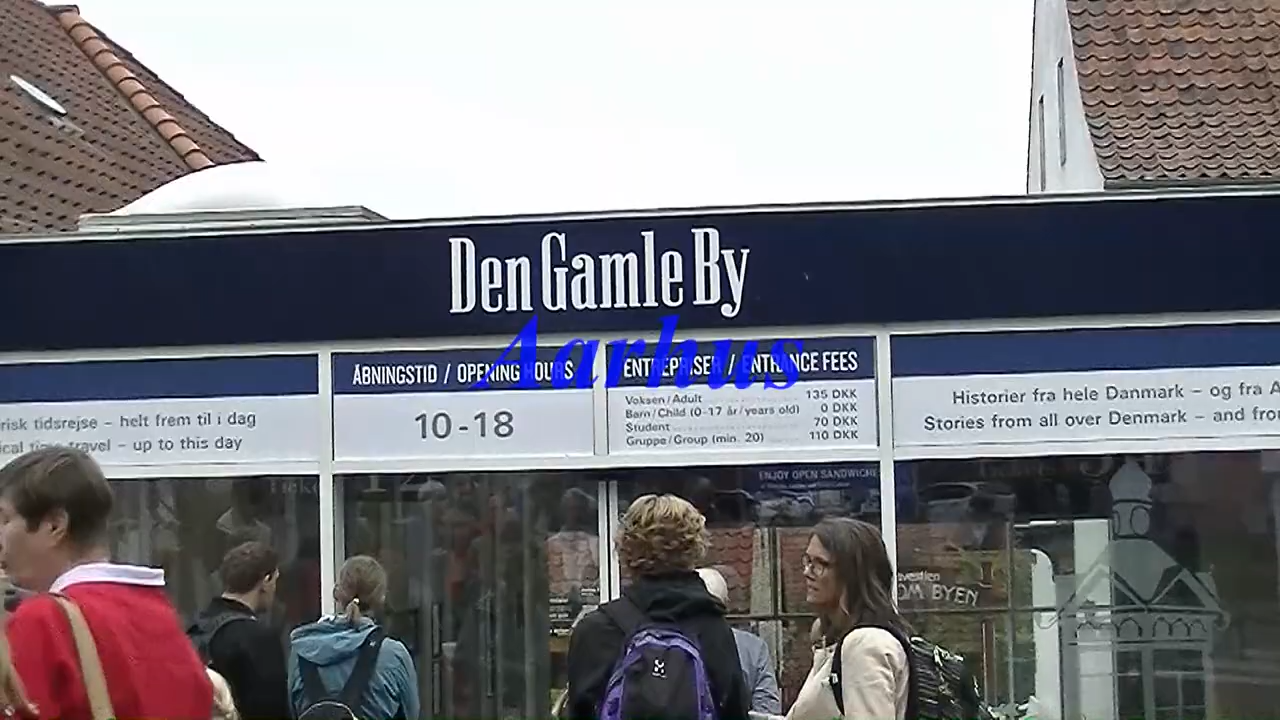 Den Gamle By
Aarhus
ÅBNINGSTID / OPENING HOURS
10-18
ENTREPRISER / ENTRANCE FEES
Voksen/Adult 135 DKK
Barn/Child (0-17 år/years old) 0 DKK
Student 70 DKK
Gruppe/Group (min. 20) 110 DKK
risk tidsrejse – helt frem til i dag
ical time travel – up to this day
Historier fra hele Danmark – og fra A
Stories from all over Denmark – and fro
ENJOY OPEN SANDWICHE
OM BYEN